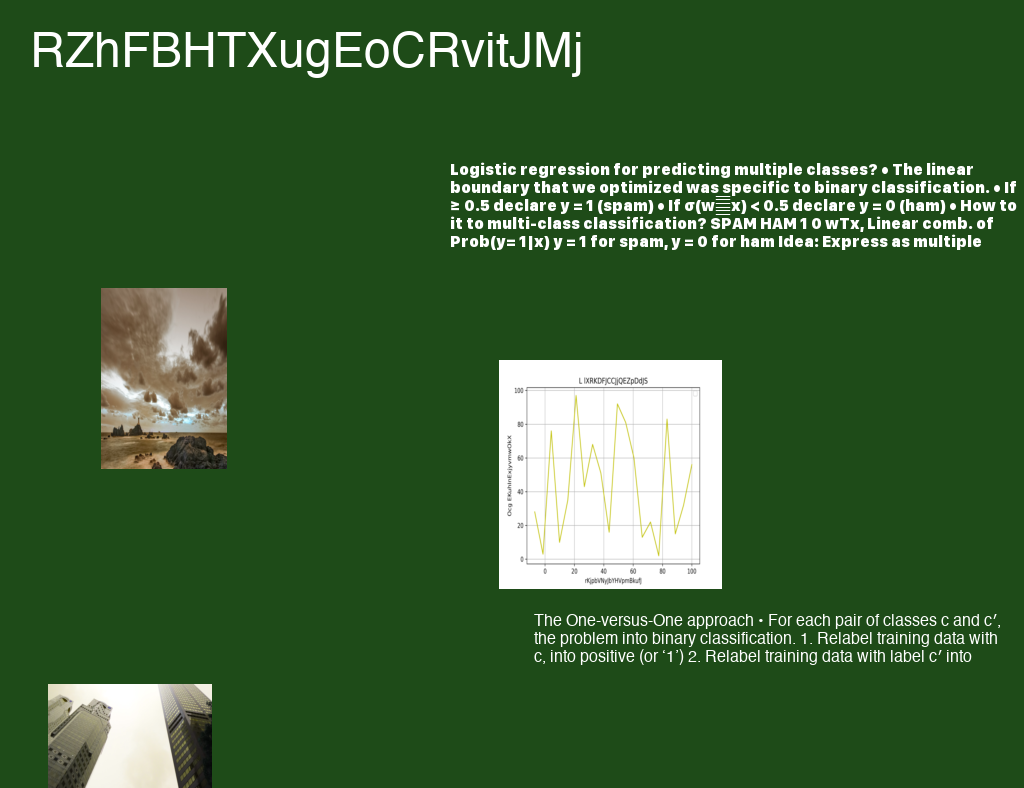 RZhFBHTXugEoCRvitJMj
Logistic regression for predicting multiple classes? • The linear
boundary that we optimized was specific to binary classification. • If
≥ 0.5 declare y = 1 (spam) • If σ(w x) < 0.5 declare y = 0 (ham) • How to
it to multi-class classification? SPAM HAM 1 0 wTx, Linear comb. of
Prob(y= 1|x) y = 1 for spam, y = 0 for ham Idea: Express as multiple
100
80
60
40
20
0
0 20 40 60 80 100
The One-versus-One approach • For each pair of classes c and c′,
the problem into binary classification. 1. Relabel training data with
c, into positive (or ‘1’) 2. Relabel training data with label c′ into